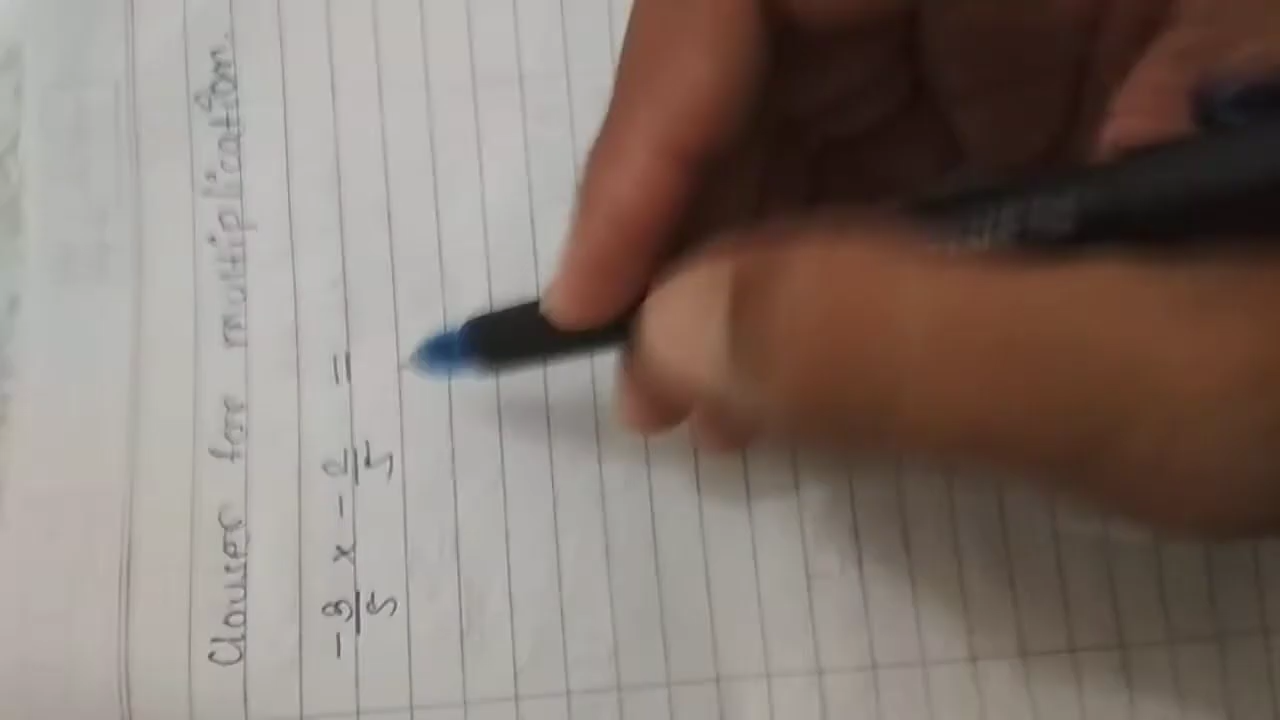 Clouser for multiplication.
-3/5 x -2/5 =